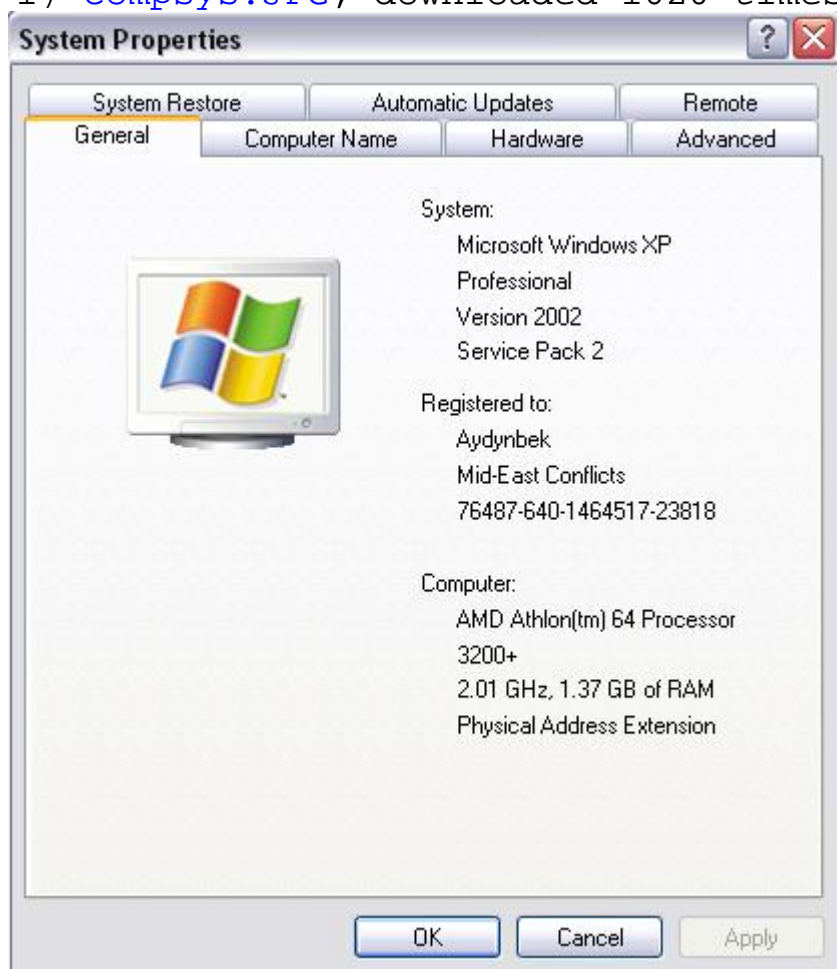 System Properties
System Restore
Automatic Updates
Remote
General
Computer Name
Hardware
Advanced
System:
Microsoft Windows XP
Professional
Version 2002
Service Pack 2
Registered to:
Aydynbek
Mid-East Conflicts
76487-640-1464517-23818
Computer:
AMD Athlon(tm) 64 Processor
3200+
2.01 GHz, 1.37 GB of RAM
Physical Address Extension
OK
Cancel
Apply